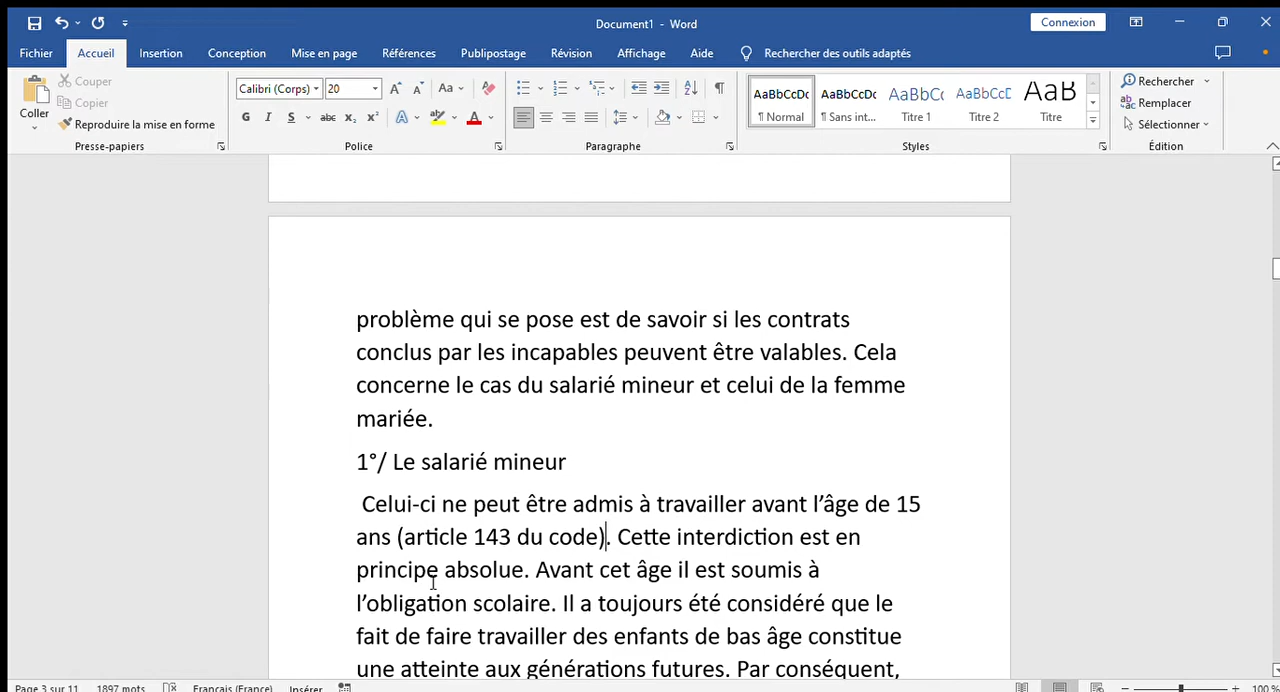 Document1 - Word
Connexion
Fichier Accueil Insertion Conception Mise en page Références Publipostage Révision Affichage Aide Rechercher des outils adaptés
Coller
Couper
Copier
Reproduire la mise en forme
Presse-papiers
Calibri (Corps) 20
Aa
G I S abc x₂ x² A A
Police
Paragraphe
AaBbCcDc AaBbCcDc AaBbCc AaBbCcD AaB
¶ Normal ¶ Sans int... Titre 1 Titre 2 Titre
Styles
Rechercher
Remplacer
Sélectionner
Édition
problème qui se pose est de savoir si les contrats
conclus par les incapables peuvent être valables. Cela
concerne le cas du salarié mineur et celui de la femme
mariée.
1°/ Le salarié mineur
Celui-ci ne peut être admis à travailler avant l’âge de 15
ans (article 143 du code). Cette interdiction est en
principe absolue. Avant cet âge il est soumis à
l’obligation scolaire. Il a toujours été considéré que le
fait de faire travailler des enfants de bas âge constitue
une atteinte aux générations futures. Par conséquent,
Page 3 sur 11 1897 mots Français (France) Insérer 100 %